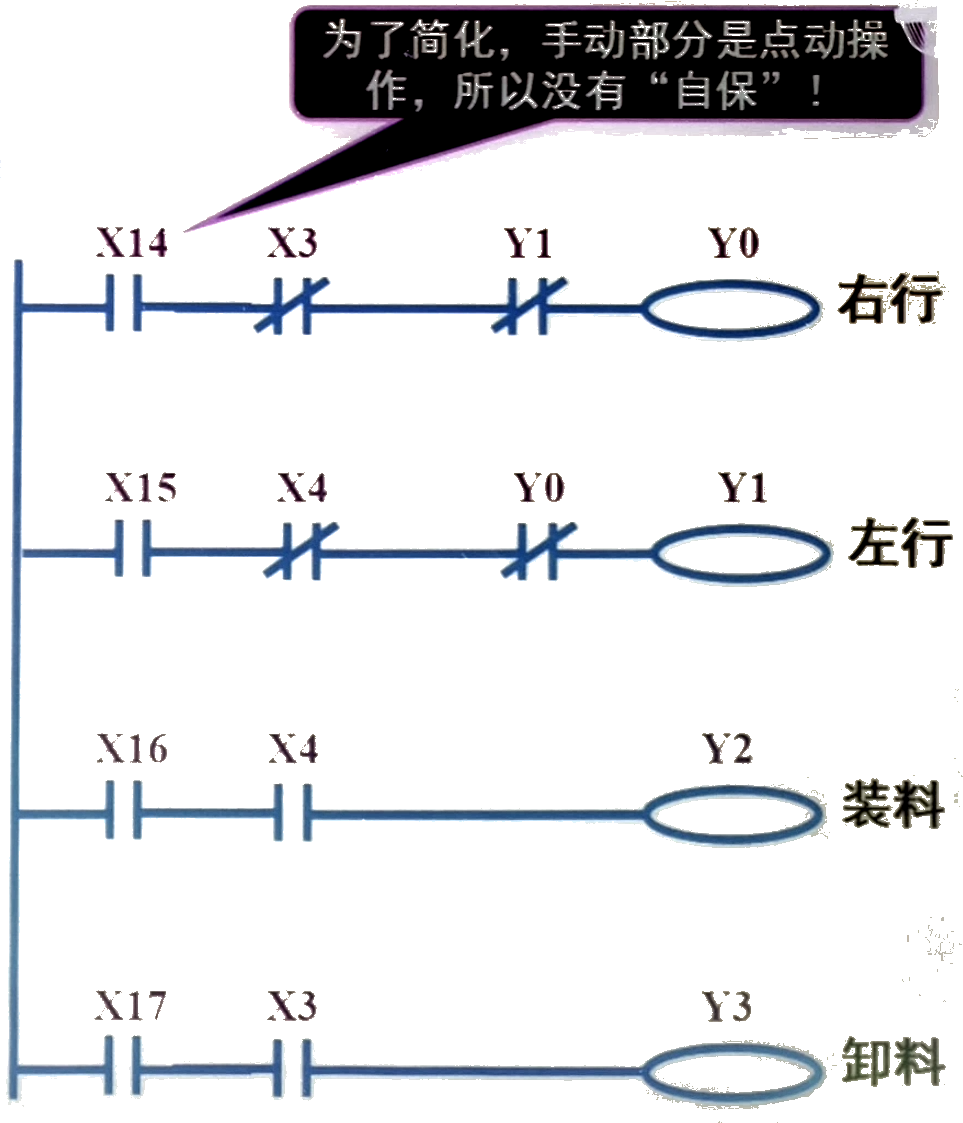 为了简化，手动部分是点动操
作，所以没有“自保”！
X14 X3 Y1 Y0
右行
X15 X4 Y0 Y1
左行
X16 X4 Y2
装料
X17 X3 Y3
卸料